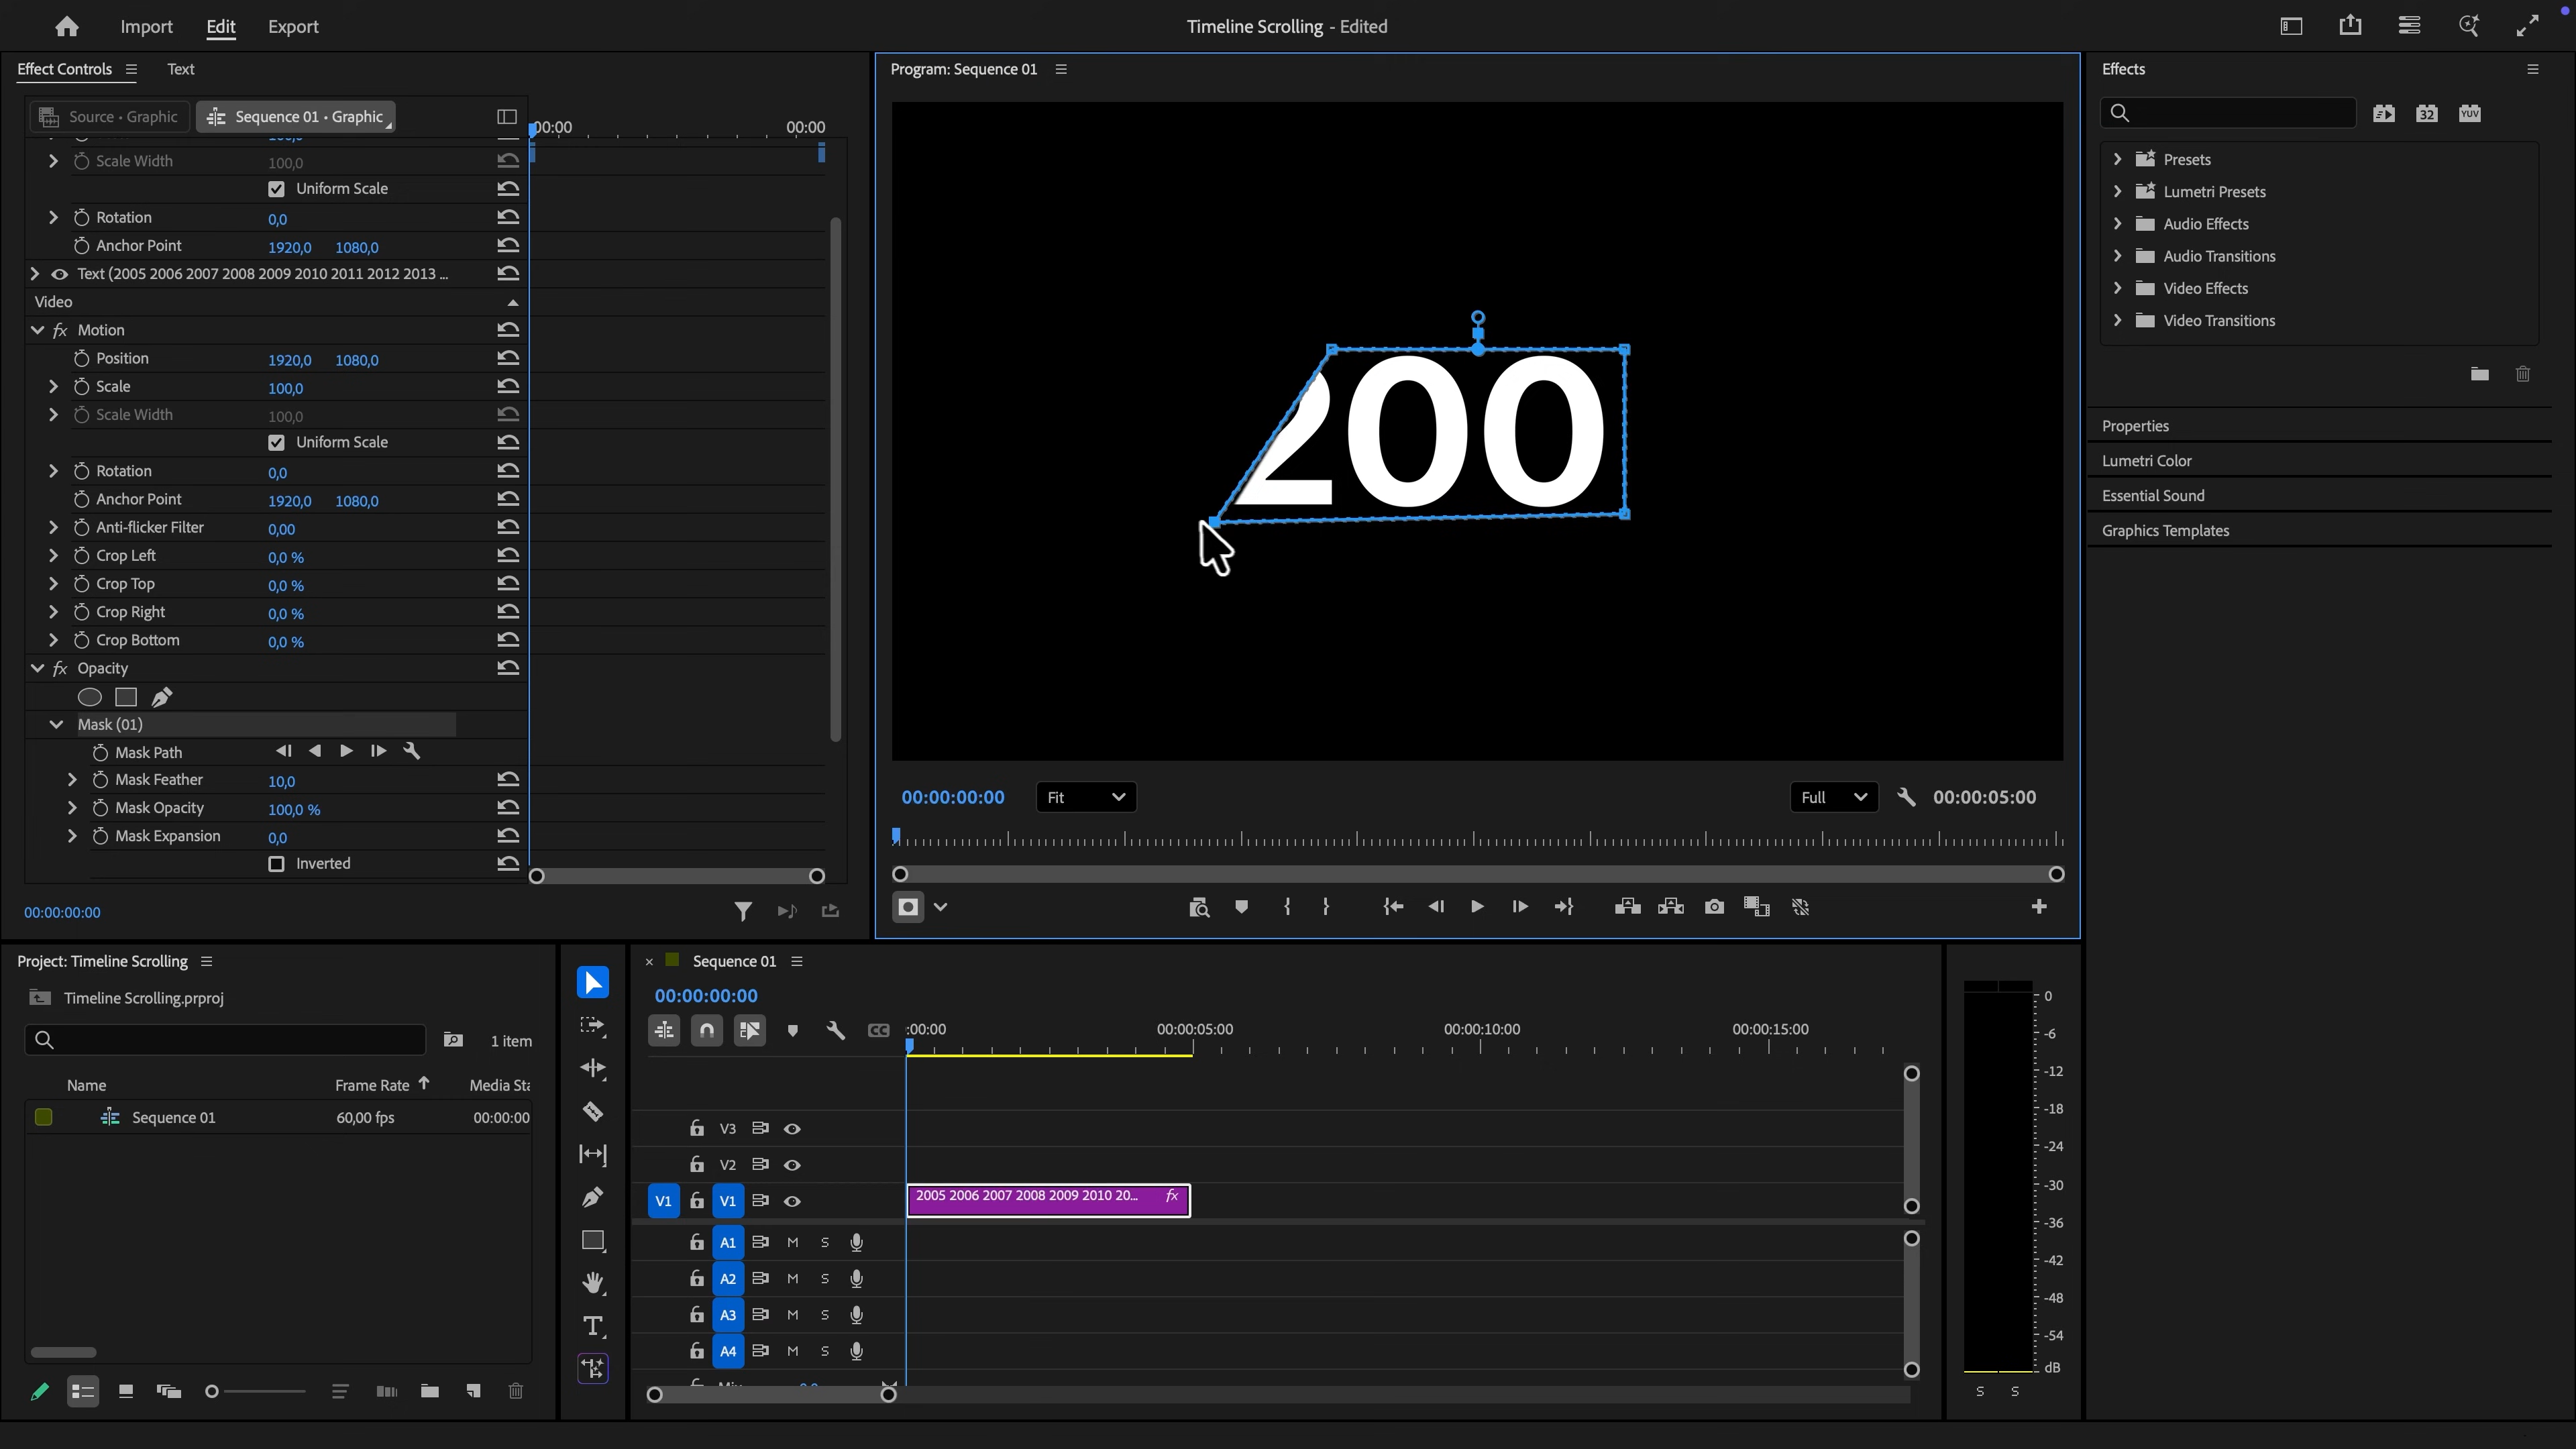 Import Edit Export
Timeline Scrolling - Edited
Effect Controls Text
Source • Graphic Sequence 01 • Graphic
:00:00 00:00
Scale Width 100,0
Uniform Scale
Rotation 0,0
Anchor Point 1920,0 1080,0
Text (2005 2006 2007 2008 2009 2010 2011 2012 2013 ...
Video
fx Motion
Position 1920,0 1080,0
Scale 100,0
Scale Width 100,0
Uniform Scale
Rotation 0,0
Anchor Point 1920,0 1080,0
Anti-flicker Filter 0,00
Crop Left 0,0 %
Crop Top 0,0 %
Crop Right 0,0 %
Crop Bottom 0,0 %
fx Opacity
Mask (01)
Mask Path
Mask Feather 10,0
Mask Opacity 100,0 %
Mask Expansion 0,0
Inverted
00:00:00:00
Program: Sequence 01
200
00:00:00:00 Fit Full 00:00:05:00
Effects
32 YUV
Presets
Lumetri Presets
Audio Effects
Audio Transitions
Video Effects
Video Transitions
Properties
Lumetri Color
Essential Sound
Graphics Templates
Project: Timeline Scrolling
Timeline Scrolling.prproj
1 item
Name Frame Rate Media Sta
Sequence 01 60,00 fps 00:00:00
× Sequence 01
00:00:00:00
CC
:00:00 00:00:05:00 00:00:10:00 00:00:15:00
V3
V2
V1 V1
2005 2006 2007 2008 2009 2010 20... fx
A1 M S
A2 M S
A3 M S
A4 M S
0
-6
-12
-18
-24
-30
-36
-42
-48
-54
dB
S S